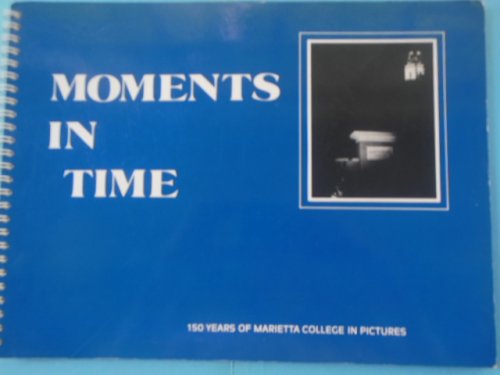 MOMENTS
IN
TIME
150 YEARS OF MARIETTA COLLEGE IN PICTURES